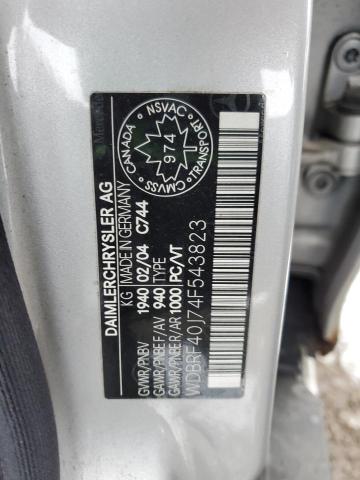 DAIMLERCHRYSLER AG
KG MADE IN GERMANY
GVWR/PNBV 1940 02/04 C744
GAWR/PNBE F/AV 940 TYPE
GAWR/PNBE R/AR 1000 PC/VT
WDBRF40J74F543823
NSVAC
CANADA
974
TRANSPORT
CMVSS